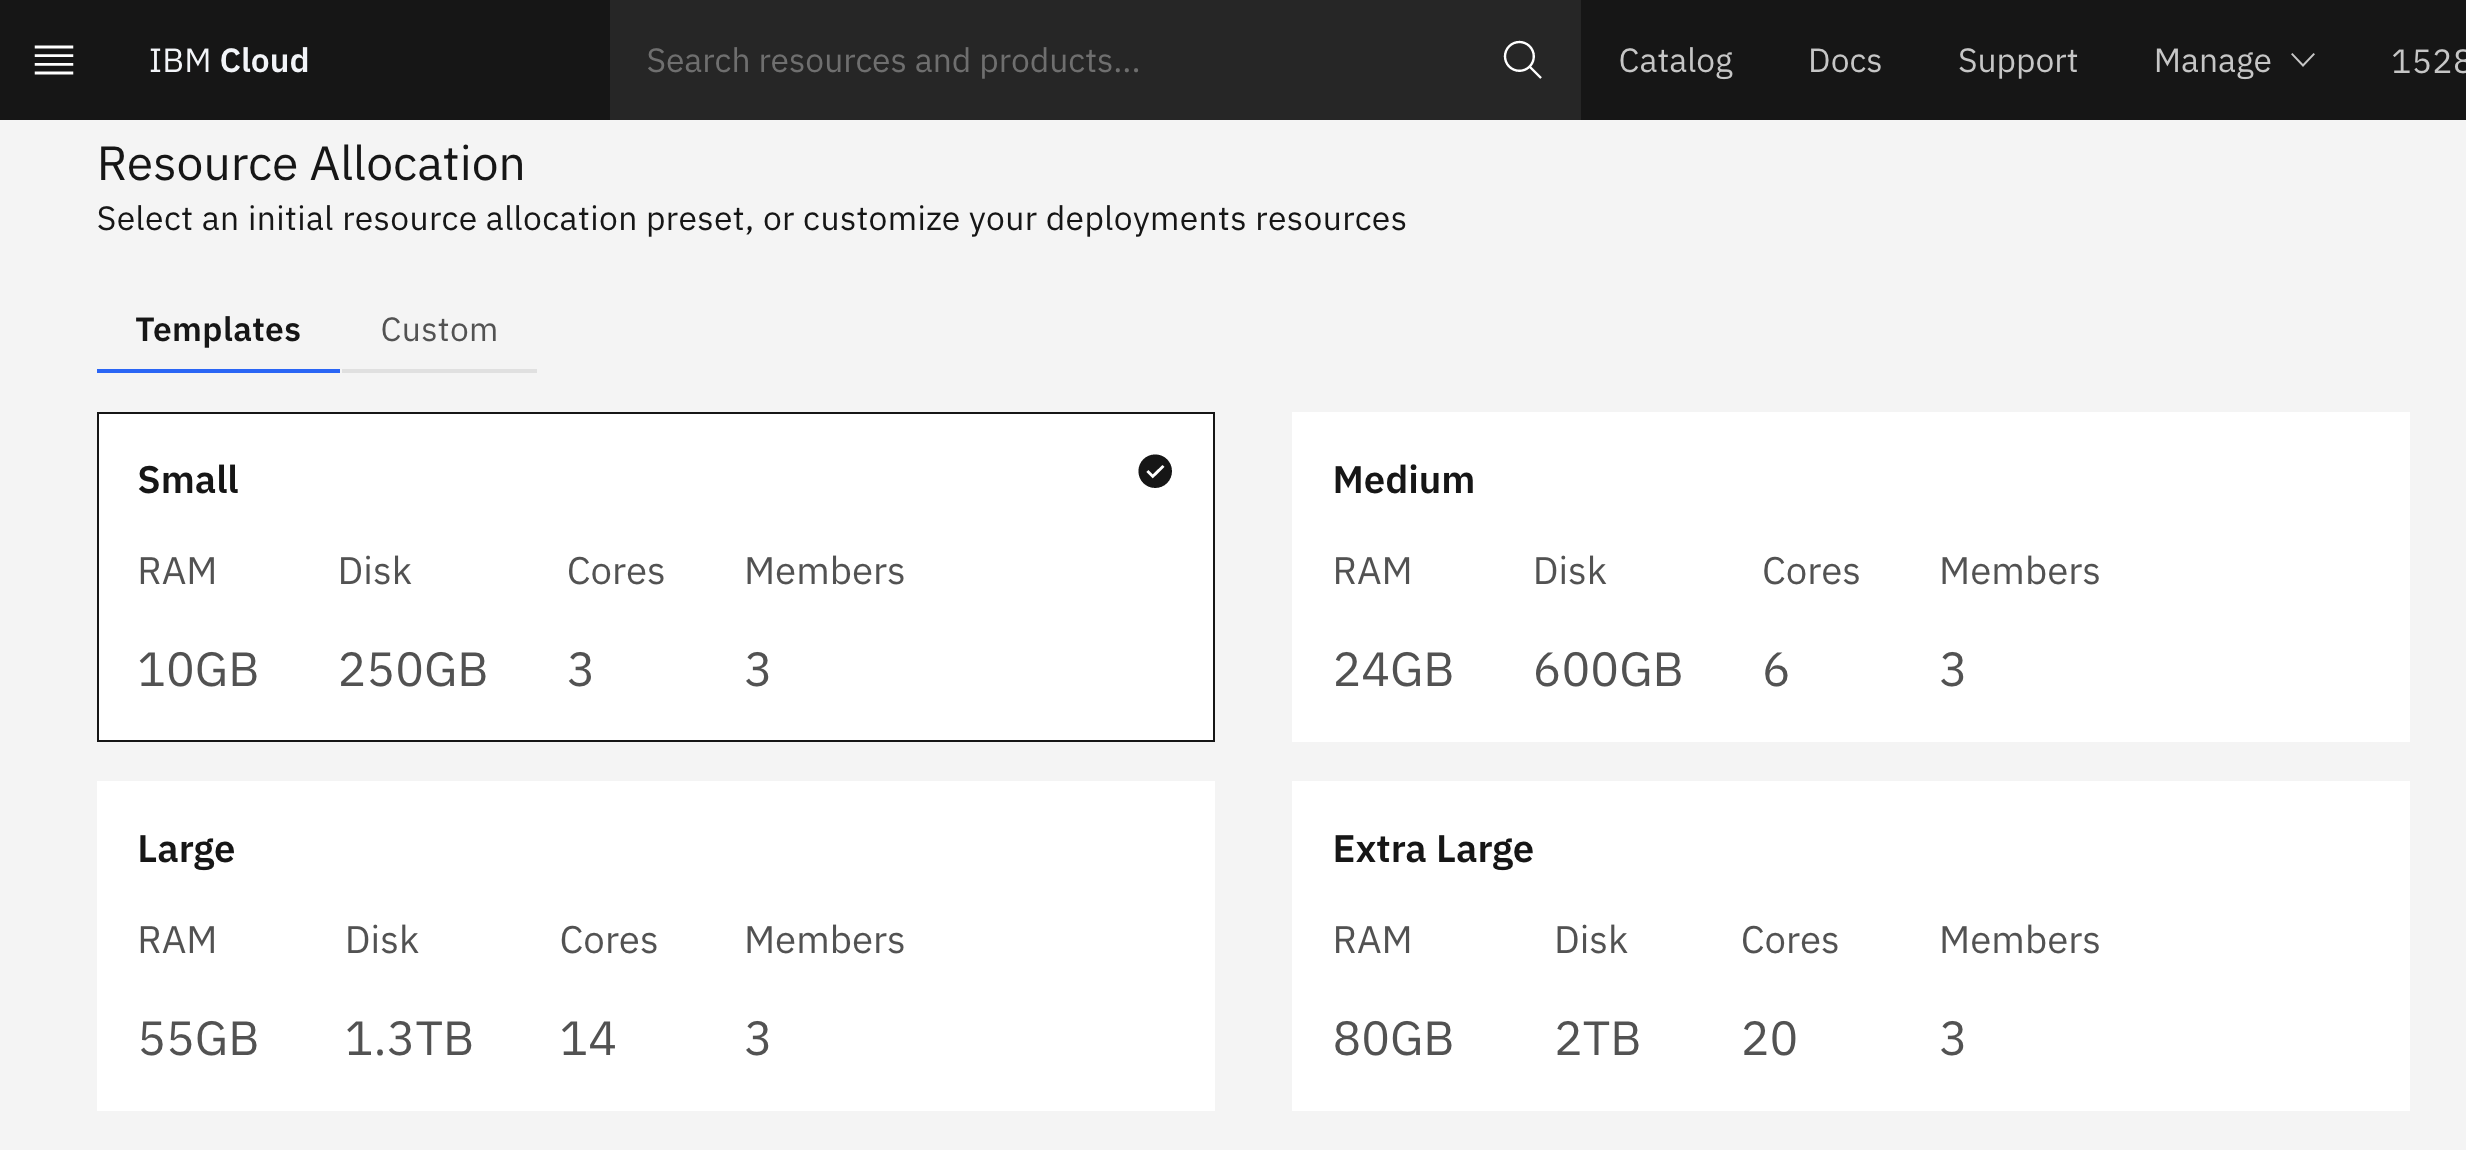 IBM Cloud
Search resources and products...
Catalog
Docs
Support
Manage
1528
Resource Allocation
Select an initial resource allocation preset, or customize your deployments resources
Templates
Custom
Small
RAM Disk Cores Members
10GB 250GB 3 3
Medium
RAM Disk Cores Members
24GB 600GB 6 3
Large
RAM Disk Cores Members
55GB 1.3TB 14 3
Extra Large
RAM Disk Cores Members
80GB 2TB 20 3